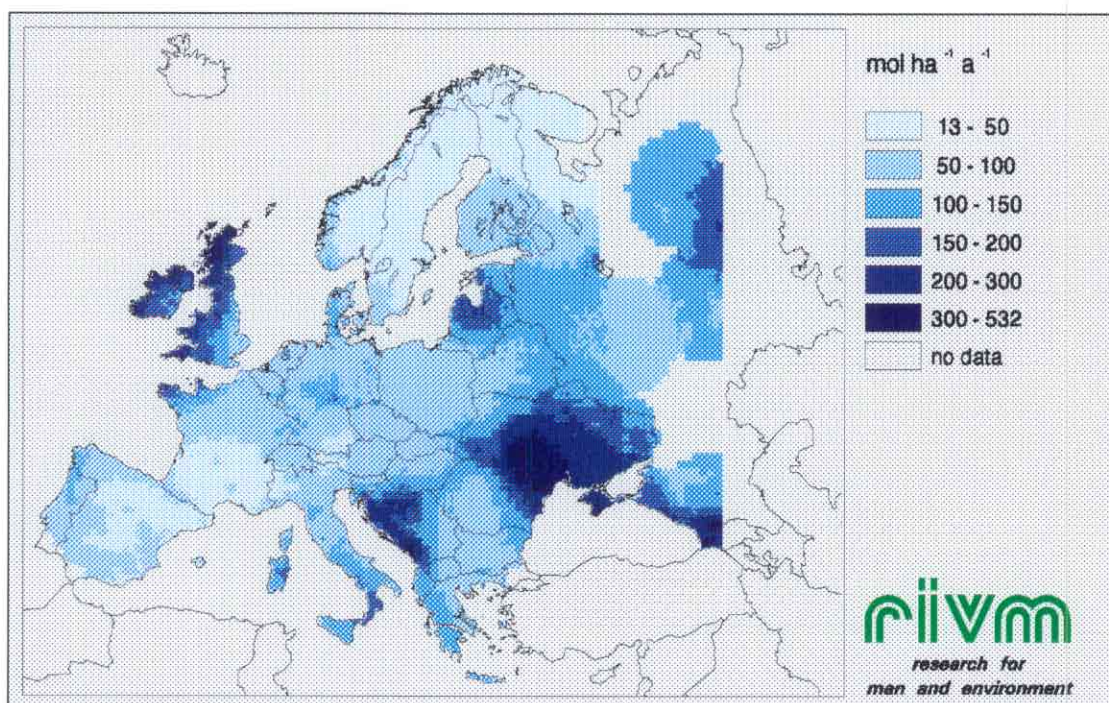 mol ha⁻¹ a⁻¹
13 - 50
50 - 100
100 - 150
150 - 200
200 - 300
300 - 532
no data
rivm
research for
man and environment